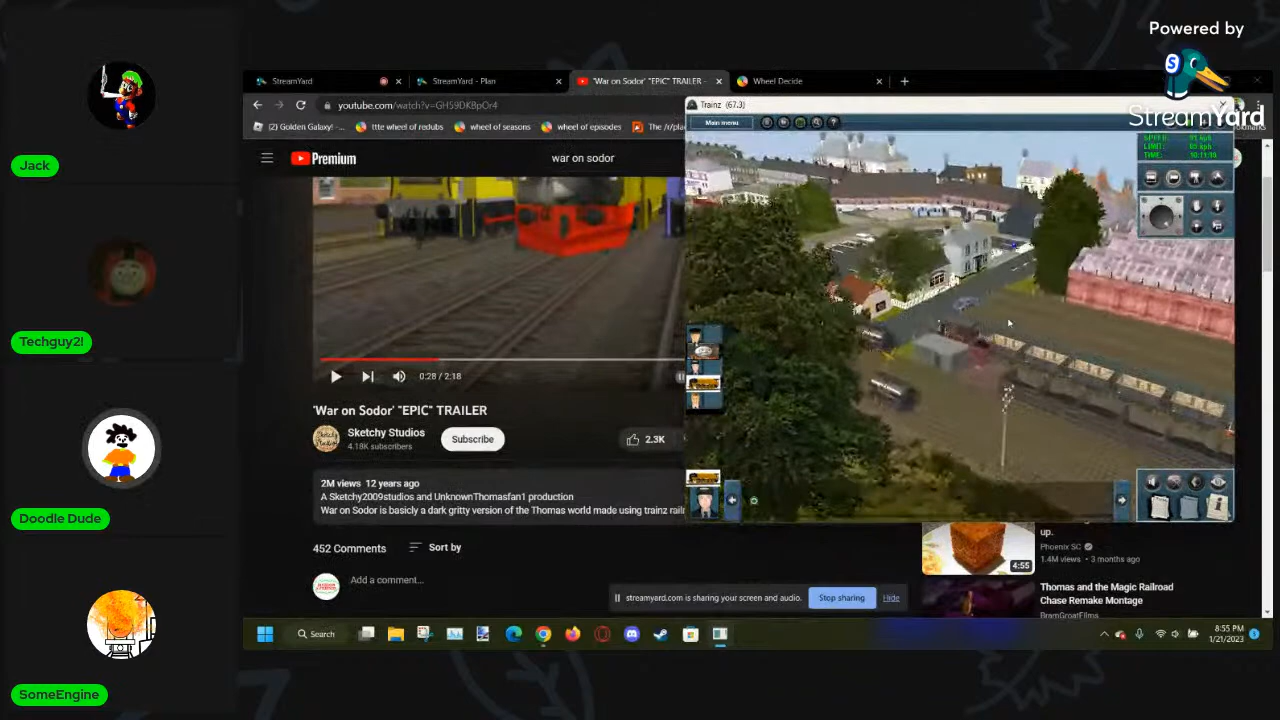 Powered by
StreamYard
Jack
Techguy2!
Doodle Dude
SomeEngine
StreamYard
StreamYard - Plan
'War on Sodor' "EPIC" TRAILER -
Wheel Decide
youtube.com/watch?v=GH59DKBpOr4
(2) Golden Galaxy! -...
ttte wheel of redubs
wheel of seasons
wheel of episodes
Premium
war on sodor
Trainz (67.3)
Main menu
SPEED:
LIMIT:
TIME:
0:28 / 2:18
'War on Sodor' "EPIC" TRAILER
Sketchy Studios
4.18K subscribers
Subscribe
2.3K
2M views 12 years ago
A Sketchy2009studios and UnknownThomasfan1 production
War on Sodor is basicly a dark gritty version of the Thomas world made using trainz rail
452 Comments
Sort by
Add a comment...
up.
Phoenix SC
1.4M views • 3 months ago
4:55
Thomas and the Magic Railroad
Chase Remake Montage
streamyard.com is sharing your screen and audio.
Stop sharing
Hide
Search
8:55 PM
1/21/2023